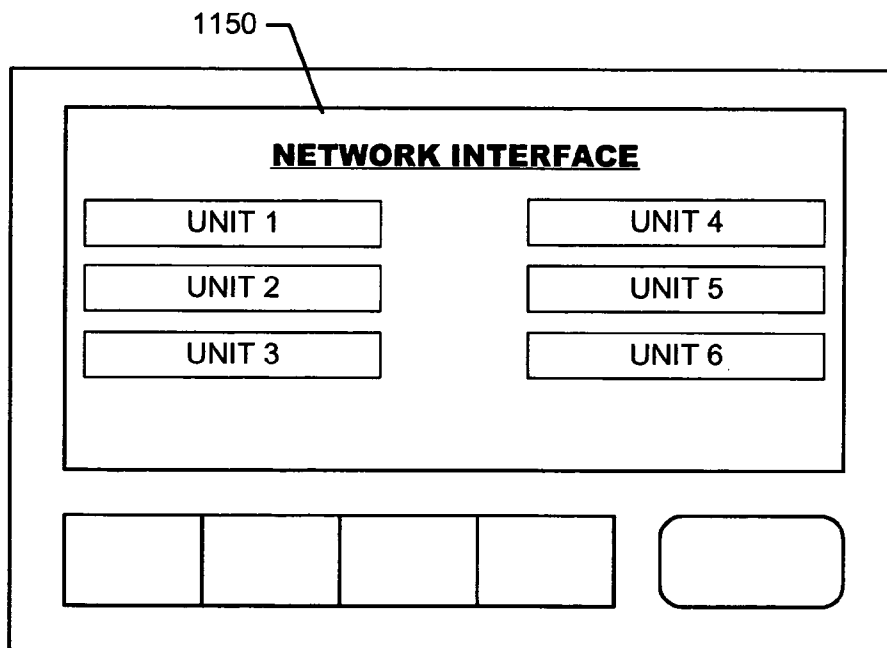 1150
NETWORK INTERFACE
UNIT 1
UNIT 2
UNIT 3
UNIT 4
UNIT 5
UNIT 6